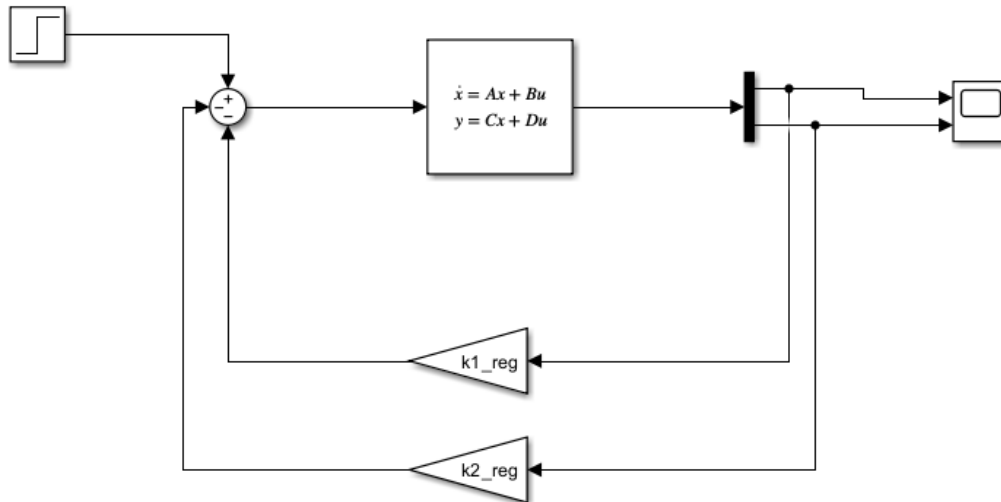 +
−
−
ẋ = Ax + Bu
y = Cx + Du
k1_reg
k2_reg